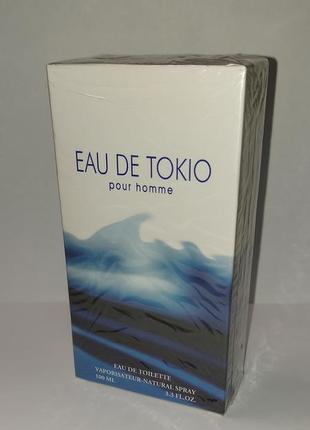 EAU DE TOKIO
pour homme
EAU DE TOILETTE
VAPORISATEUR-NATURAL SPRAY
100 ML 3.3 FL.OZ.